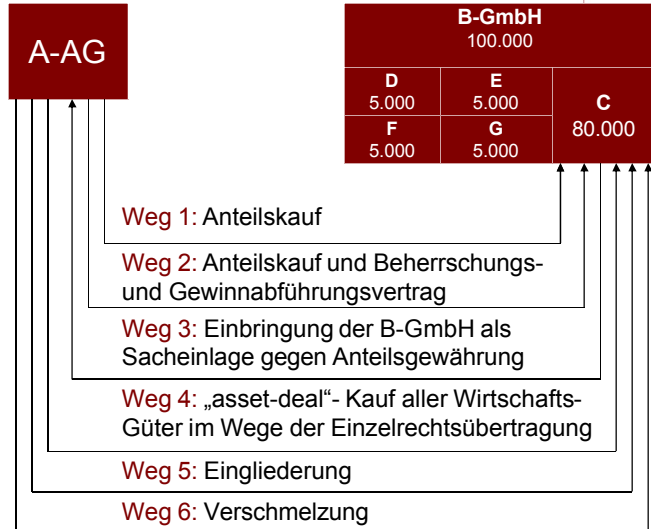 A-AG
B-GmbH
100.000
D
5.000
E
5.000
F
5.000
G
5.000
C
80.000
Weg 1: Anteilskauf
Weg 2: Anteilskauf und Beherrschungs-
und Gewinnabführungsvertrag
Weg 3: Einbringung der B-GmbH als
Sacheinlage gegen Anteilsgewährung
Weg 4: „asset-deal“- Kauf aller Wirtschafts-
Güter im Wege der Einzelrechtsübertragung
Weg 5: Eingliederung
Weg 6: Verschmelzung